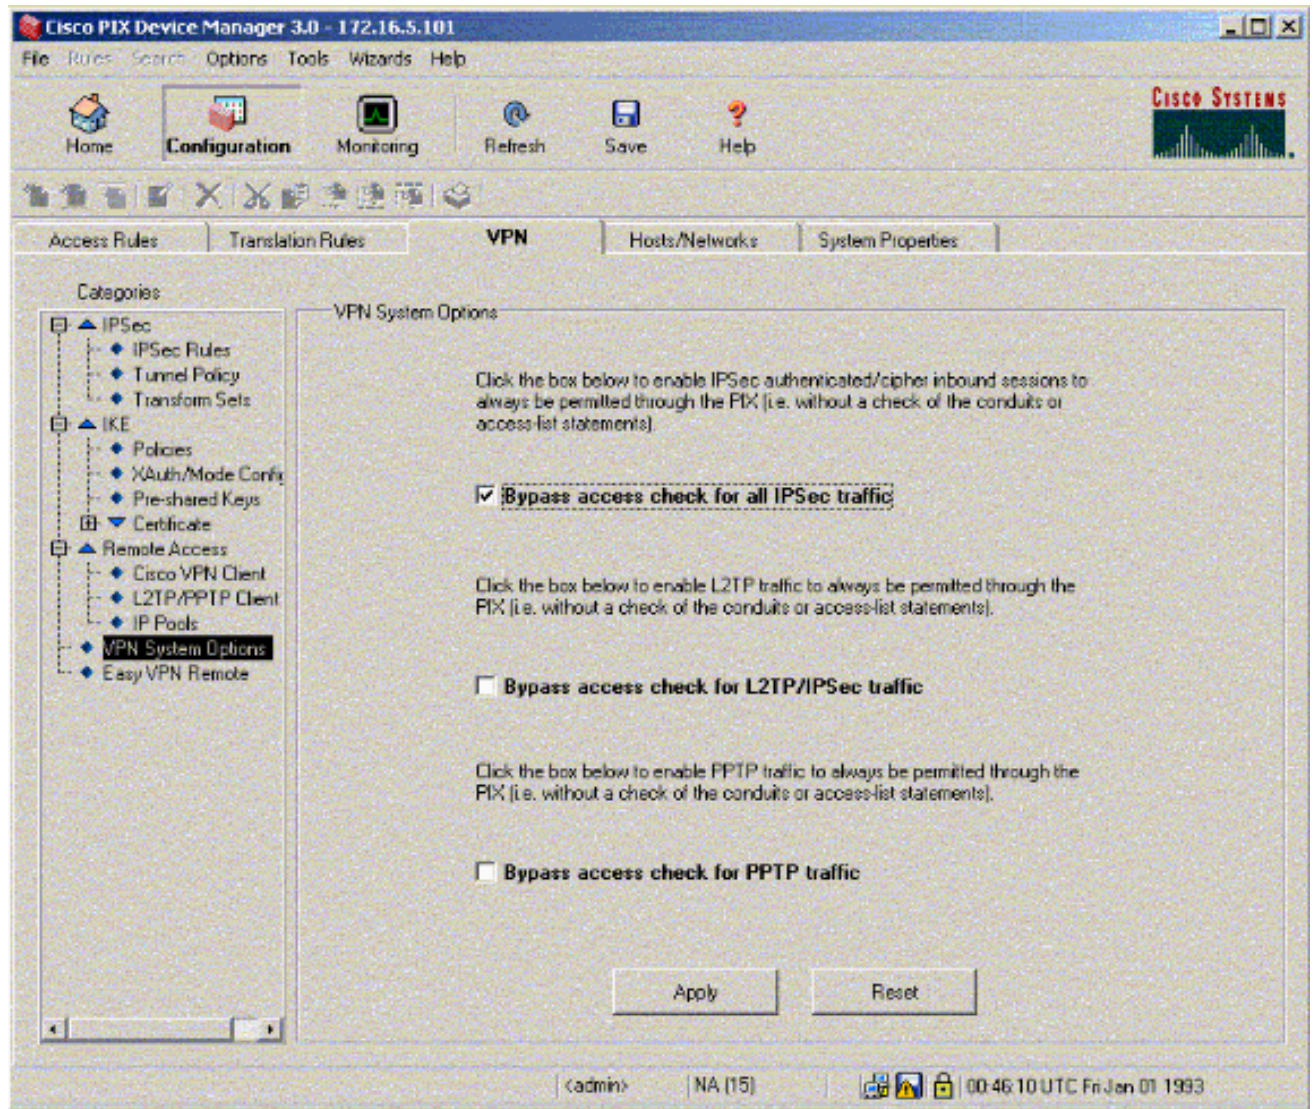 Cisco PIX Device Manager 3.0 - 172.16.5.101
File Rules Search Options Tools Wizards Help
CISCO SYSTEMS
Home Configuration Monitoring Refresh Save Help
Access Rules Translation Rules VPN Hosts/Networks System Properties
Categories
IPSec
IPSec Rules
Tunnel Policy
Transform Sets
IKE
Policies
XAuth/Mode Config
Pre-shared Keys
Certificate
Remote Access
Cisco VPN Client
L2TP/PPTP Client
IP Pools
VPN System Options
Easy VPN Remote
VPN System Options
Click the box below to enable IPSec authenticated/cipher inbound sessions to
always be permitted through the PIX (i.e. without a check of the conduits or
access-list statements).
Bypass access check for all IPSec traffic
Click the box below to enable L2TP traffic to always be permitted through the
PIX (i.e. without a check of the conduits or access-list statements).
Bypass access check for L2TP/IPSec traffic
Click the box below to enable PPTP traffic to always be permitted through the
PIX (i.e. without a check of the conduits or access-list statements).
Bypass access check for PPTP traffic
Apply Reset
<admin> NA (15) 00:46:10 UTC Fri Jan 01 1993